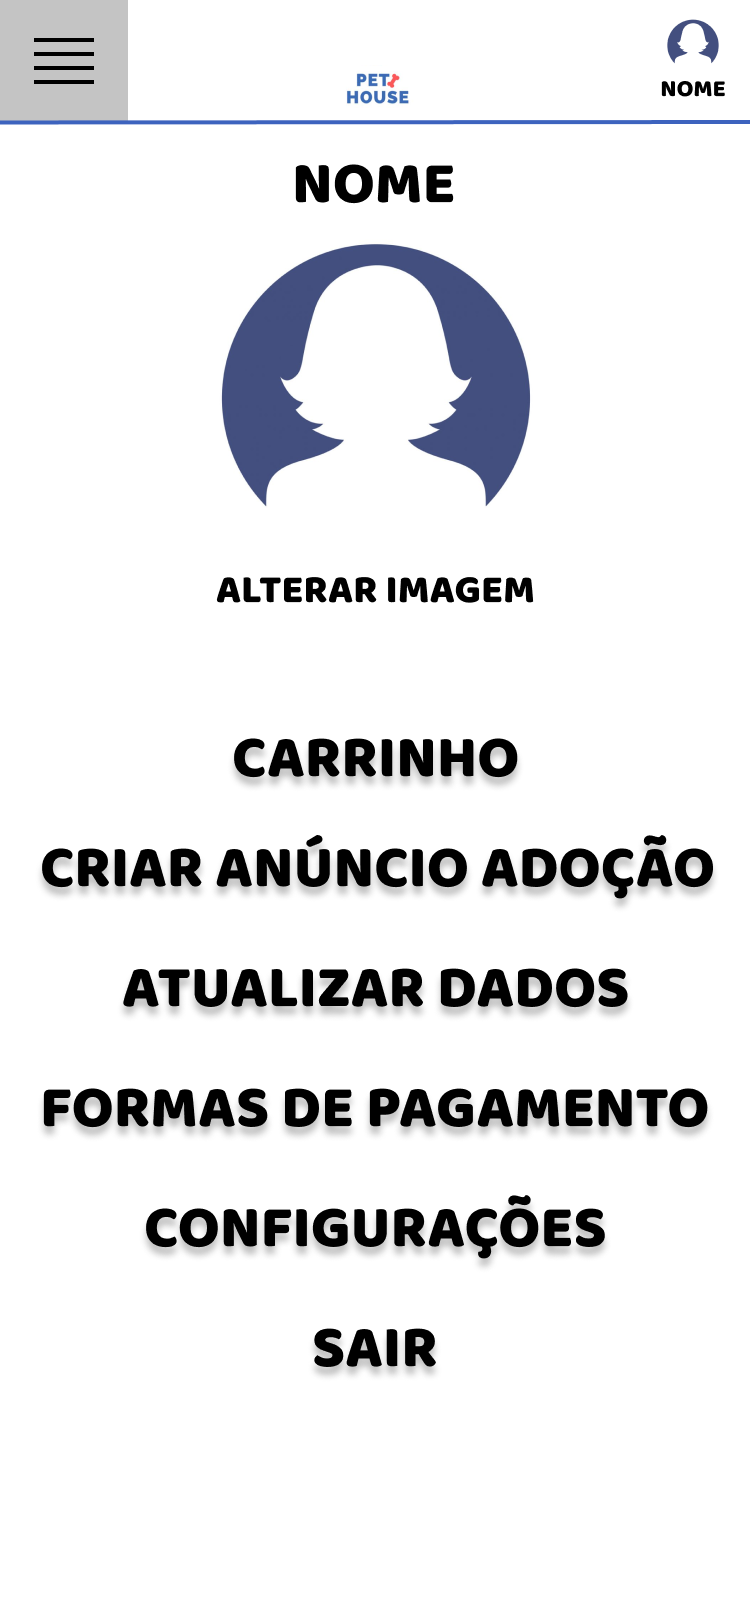 PET
HOUSE
NOME
NOME
ALTERAR IMAGEM
CARRINHO
CRIAR ANÚNCIO ADOÇÃO
ATUALIZAR DADOS
FORMAS DE PAGAMENTO
CONFIGURAÇÕES
SAIR